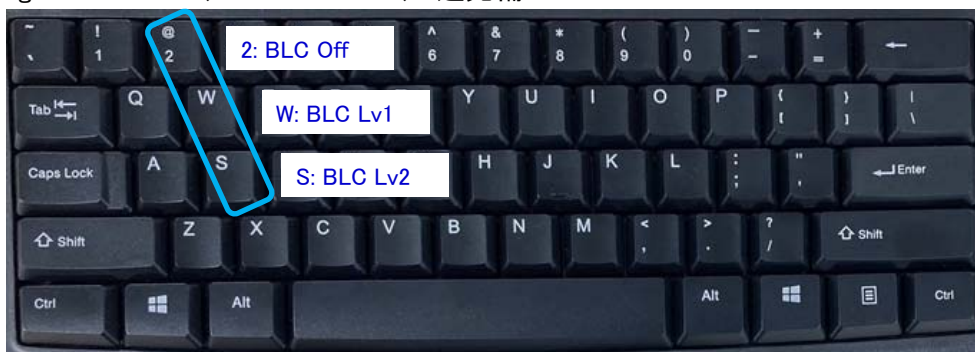 ~ ! @ ^ & * ( ) — +
` 1 2 2: BLC Off 6 7 8 9 0 - = ←
Tab Q W Y U I O P { } |
W: BLC Lv1 [ ] \
Caps Lock A S H J K L : " Enter
S: BLC Lv2 ; '
Shift Z X C V B N M < > ? Shift
, . /
Ctrl Alt Alt Ctrl